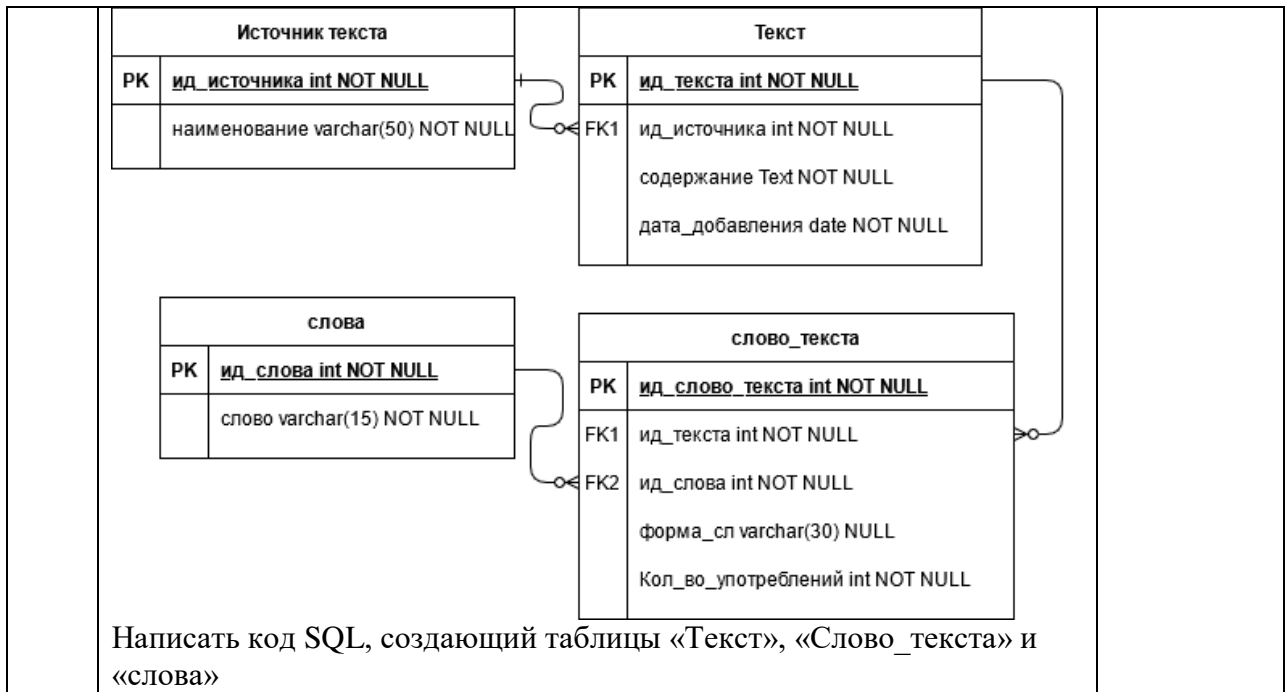 Источник текста
PK ид_источника int NOT NULL
наименование varchar(50) NOT NULL
Текст
PK ид_текста int NOT NULL
FK1 ид_источника int NOT NULL
содержание Text NOT NULL
дата_добавления date NOT NULL
слова
PK ид_слова int NOT NULL
слово varchar(15) NOT NULL
слово_текста
PK ид_слово_текста int NOT NULL
FK1 ид_текста int NOT NULL
FK2 ид_слова int NOT NULL
форма_сл varchar(30) NULL
Кол_во_употреблений int NOT NULL
Написать код SQL, создающий таблицы «Текст», «Слово_текста» и
«слова»